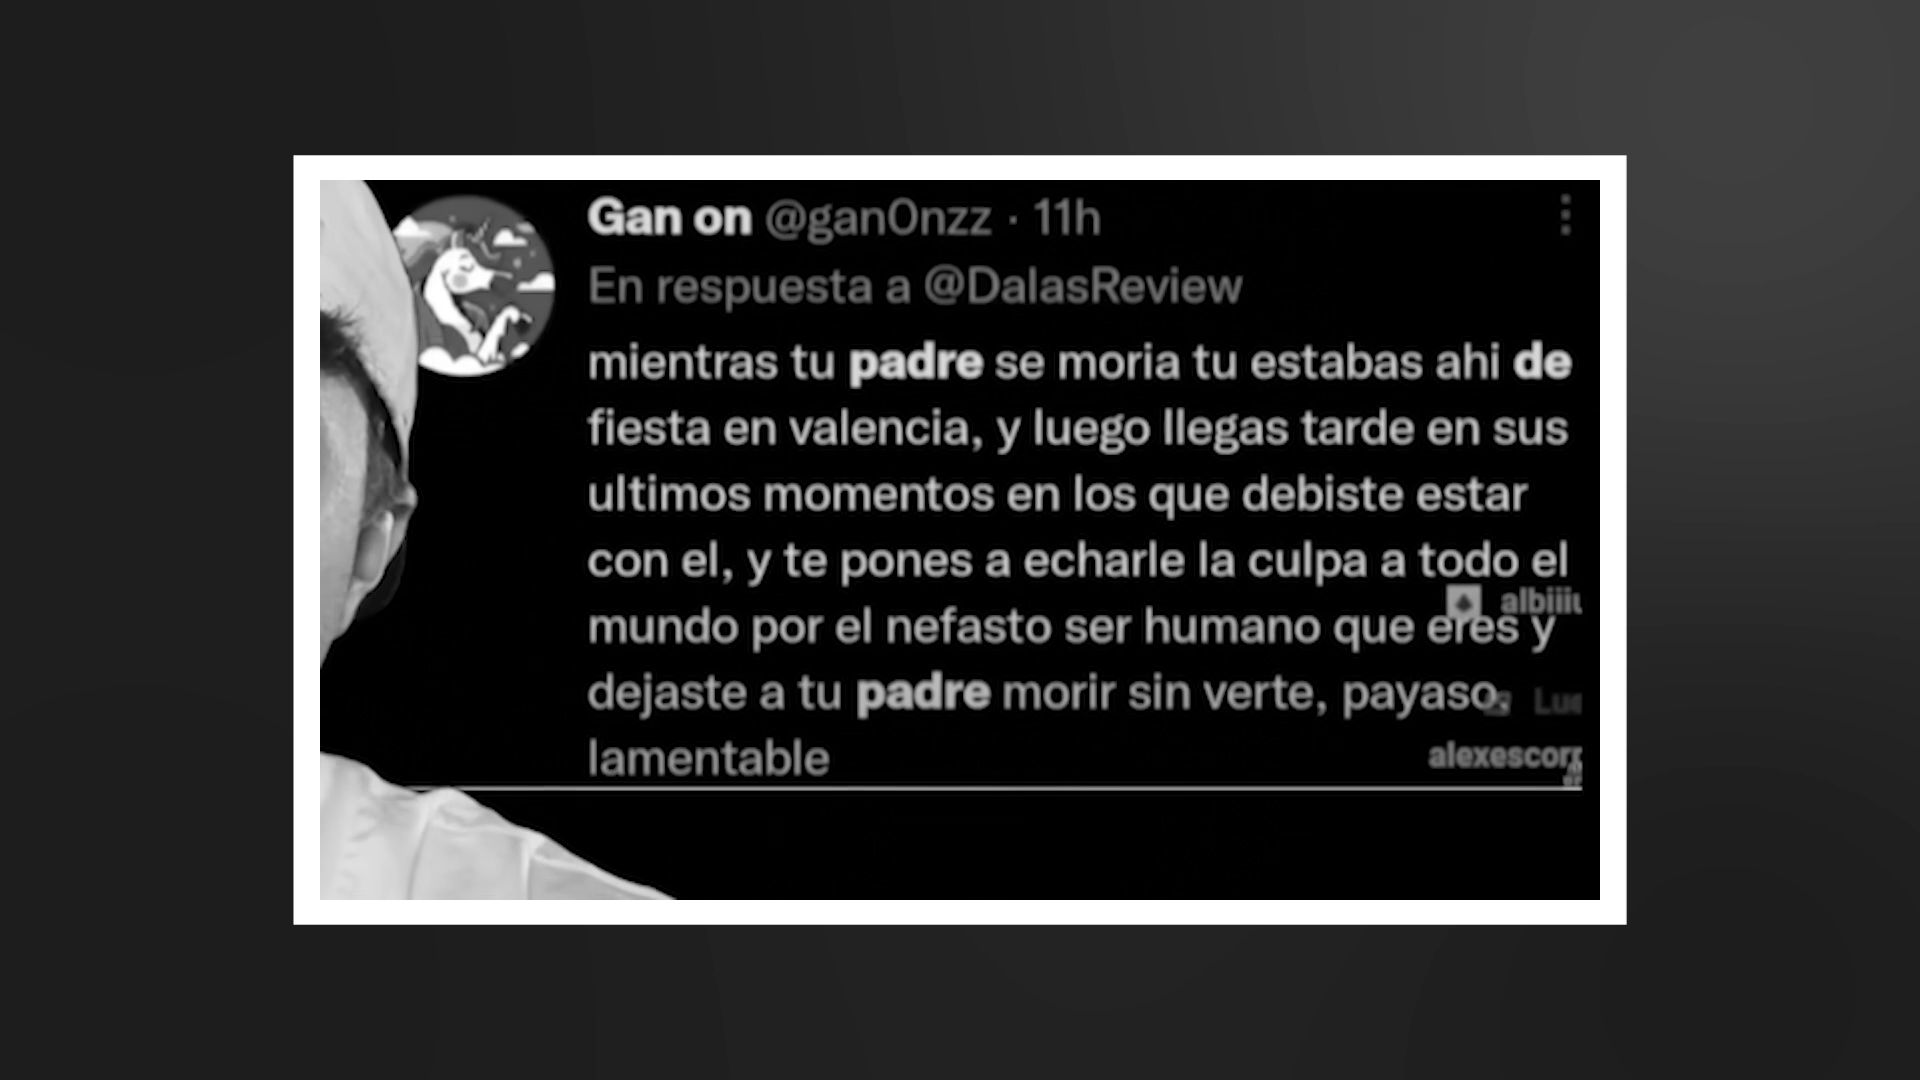 Gan on @gan0nzz · 11h
En respuesta a @DalasReview
mientras tu padre se moria tu estabas ahi de
fiesta en valencia, y luego llegas tarde en sus
ultimos momentos en los que debiste estar
con el, y te pones a echarle la culpa a todo el
albiiiu
mundo por el nefasto ser humano que eres y
dejaste a tu padre morir sin verte, payaso.
lamentable